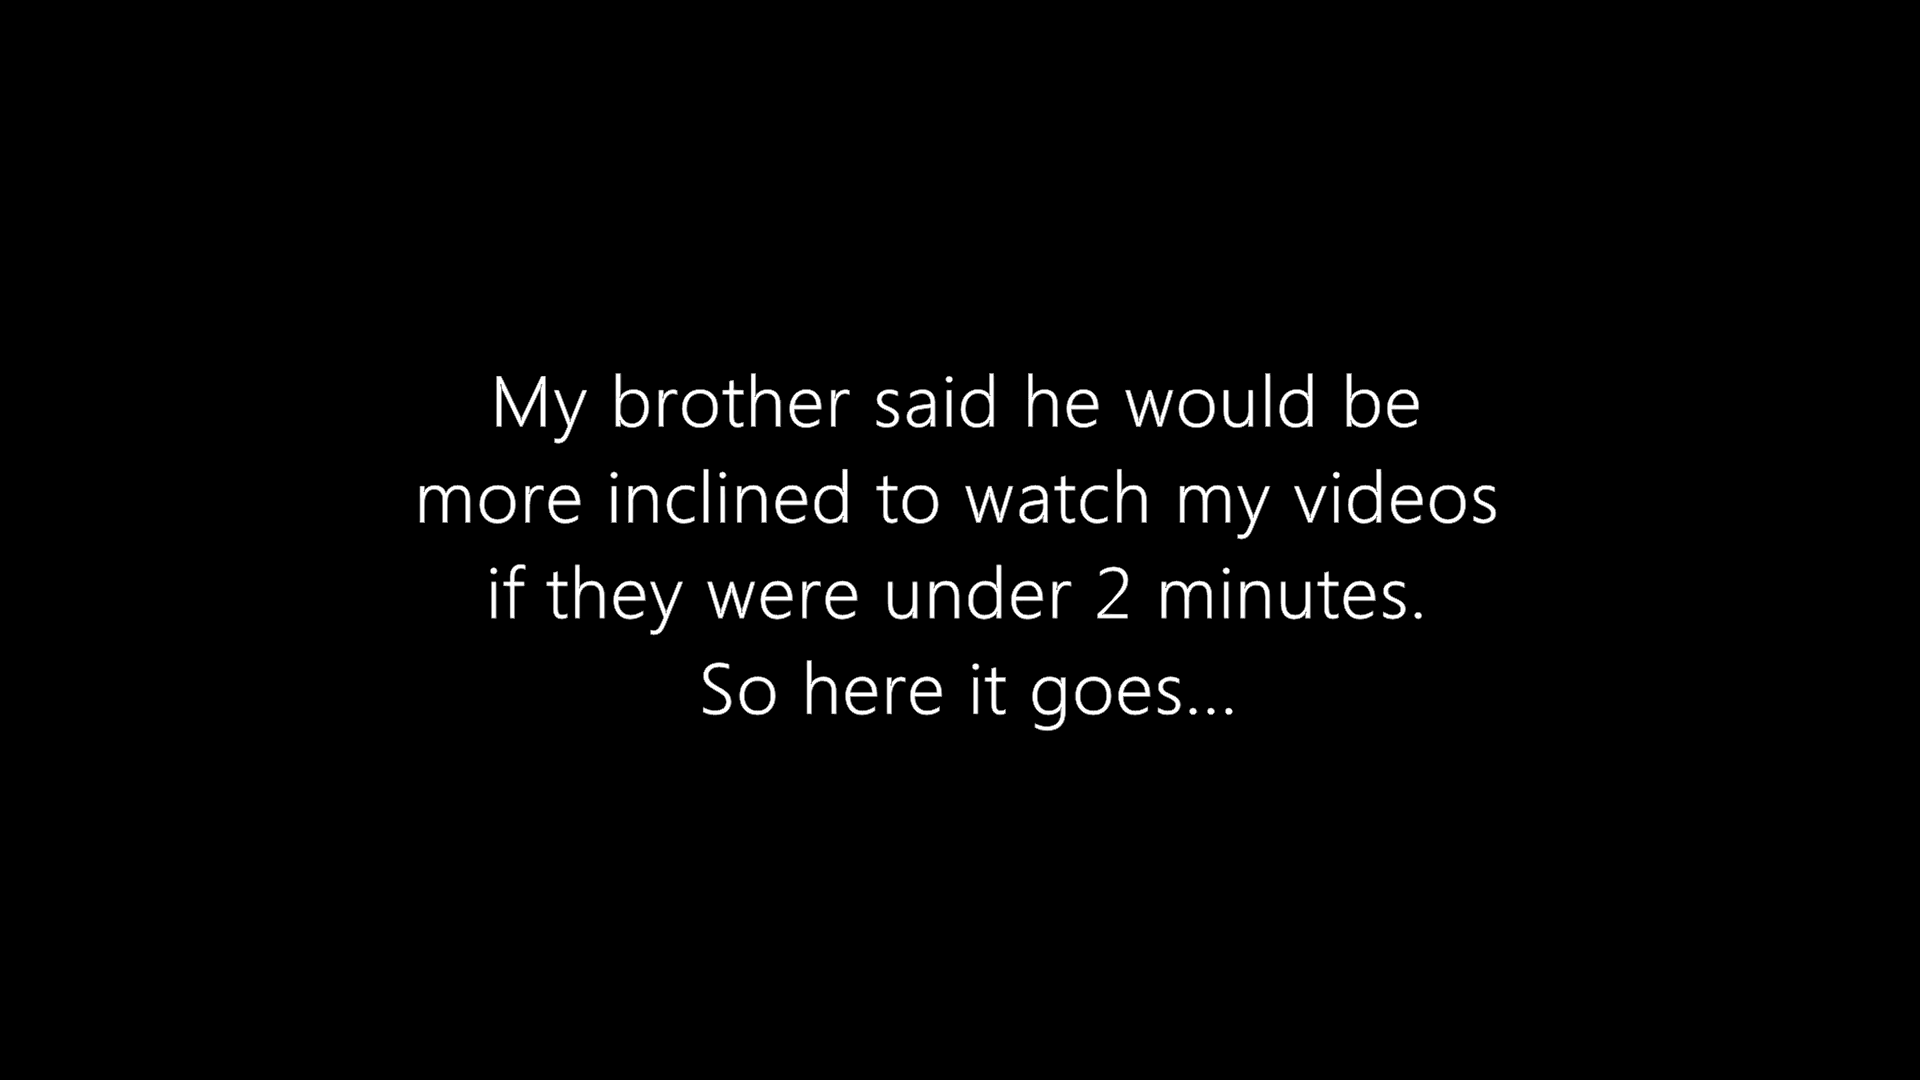 My brother said he would be
more inclined to watch my videos
if they were under 2 minutes.
So here it goes...